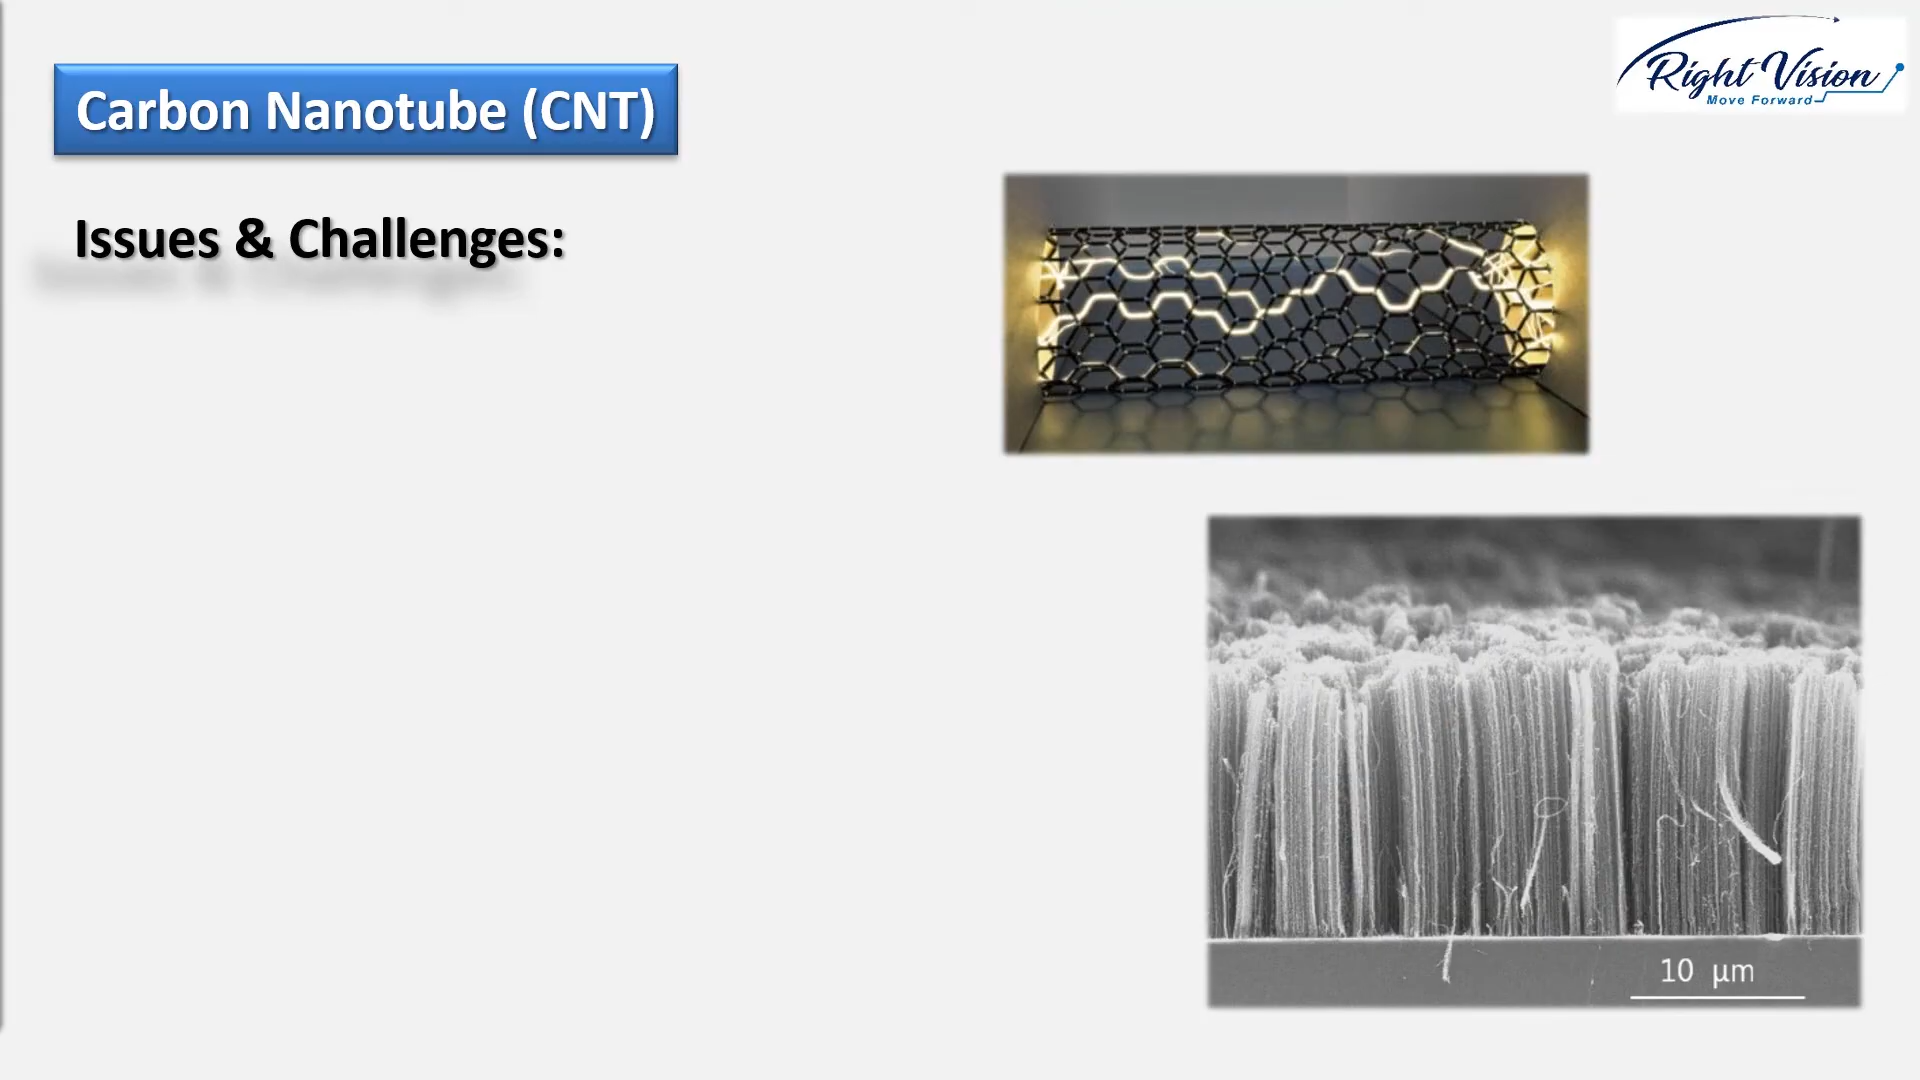 Right Vision
Move Forward
Carbon Nanotube (CNT)
Issues & Challenges:
10 µm